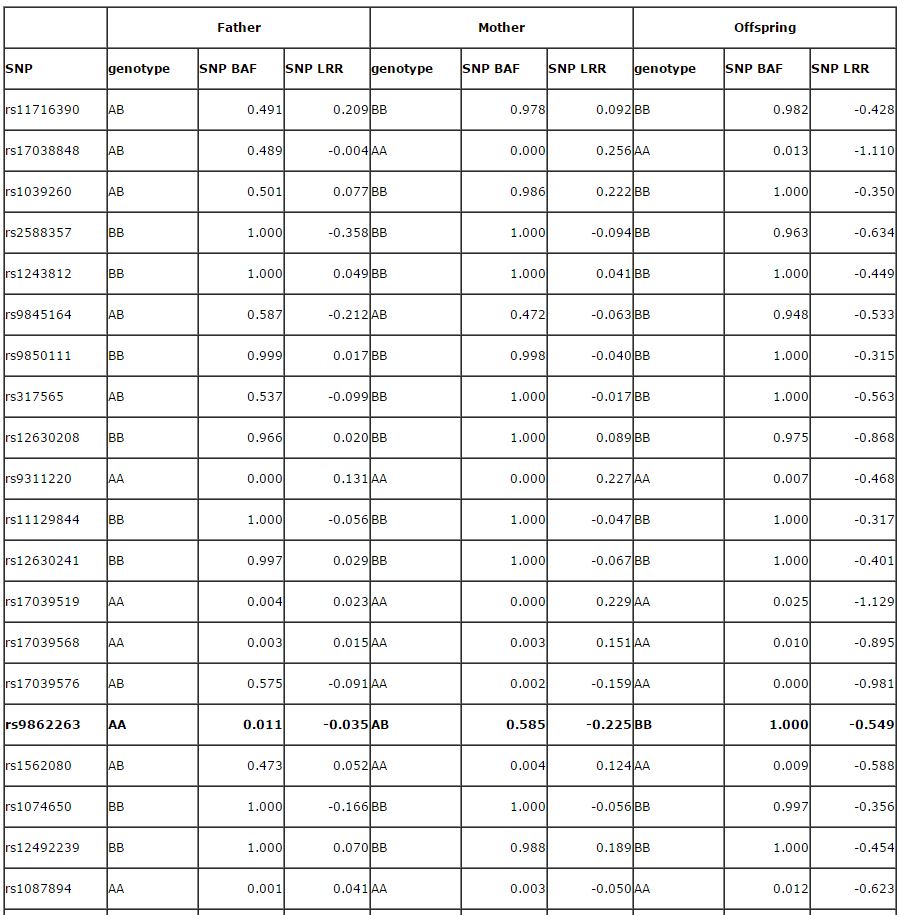 Father Mother Offspring
SNP genotype SNP BAF SNP LRR genotype SNP BAF SNP LRR genotype SNP BAF SNP LRR
rs11716390 AB 0.491 0.209 BB 0.978 0.092 BB 0.982 -0.428
rs17038848 AB 0.489 -0.004 AA 0.000 0.256 AA 0.013 -1.110
rs1039260 AB 0.501 0.077 BB 0.986 0.222 BB 1.000 -0.350
rs2588357 BB 1.000 -0.358 BB 1.000 -0.094 BB 0.963 -0.634
rs1243812 BB 1.000 0.049 BB 1.000 0.041 BB 1.000 -0.449
rs9845164 AB 0.587 -0.212 AB 0.472 -0.063 BB 0.948 -0.533
rs9850111 BB 0.999 0.017 BB 0.998 -0.040 BB 1.000 -0.315
rs317565 AB 0.537 -0.099 BB 1.000 -0.017 BB 1.000 -0.563
rs12630208 BB 0.966 0.020 BB 1.000 0.089 BB 0.975 -0.868
rs9311220 AA 0.000 0.131 AA 0.000 0.227 AA 0.007 -0.468
rs11129844 BB 1.000 -0.056 BB 1.000 -0.047 BB 1.000 -0.317
rs12630241 BB 0.997 0.029 BB 1.000 -0.067 BB 1.000 -0.401
rs17039519 AA 0.004 0.023 AA 0.000 0.229 AA 0.025 -1.129
rs17039568 AA 0.003 0.015 AA 0.003 0.151 AA 0.010 -0.895
rs17039576 AB 0.575 -0.091 AA 0.002 -0.159 AA 0.000 -0.981
rs9862263 AA 0.011 -0.035 AB 0.585 -0.225 BB 1.000 -0.549
rs1562080 AB 0.473 0.052 AA 0.004 0.124 AA 0.009 -0.588
rs1074650 BB 1.000 -0.166 BB 1.000 -0.056 BB 0.997 -0.356
rs12492239 BB 1.000 0.070 BB 0.988 0.189 BB 1.000 -0.454
rs1087894 AA 0.001 0.041 AA 0.003 -0.050 AA 0.012 -0.623